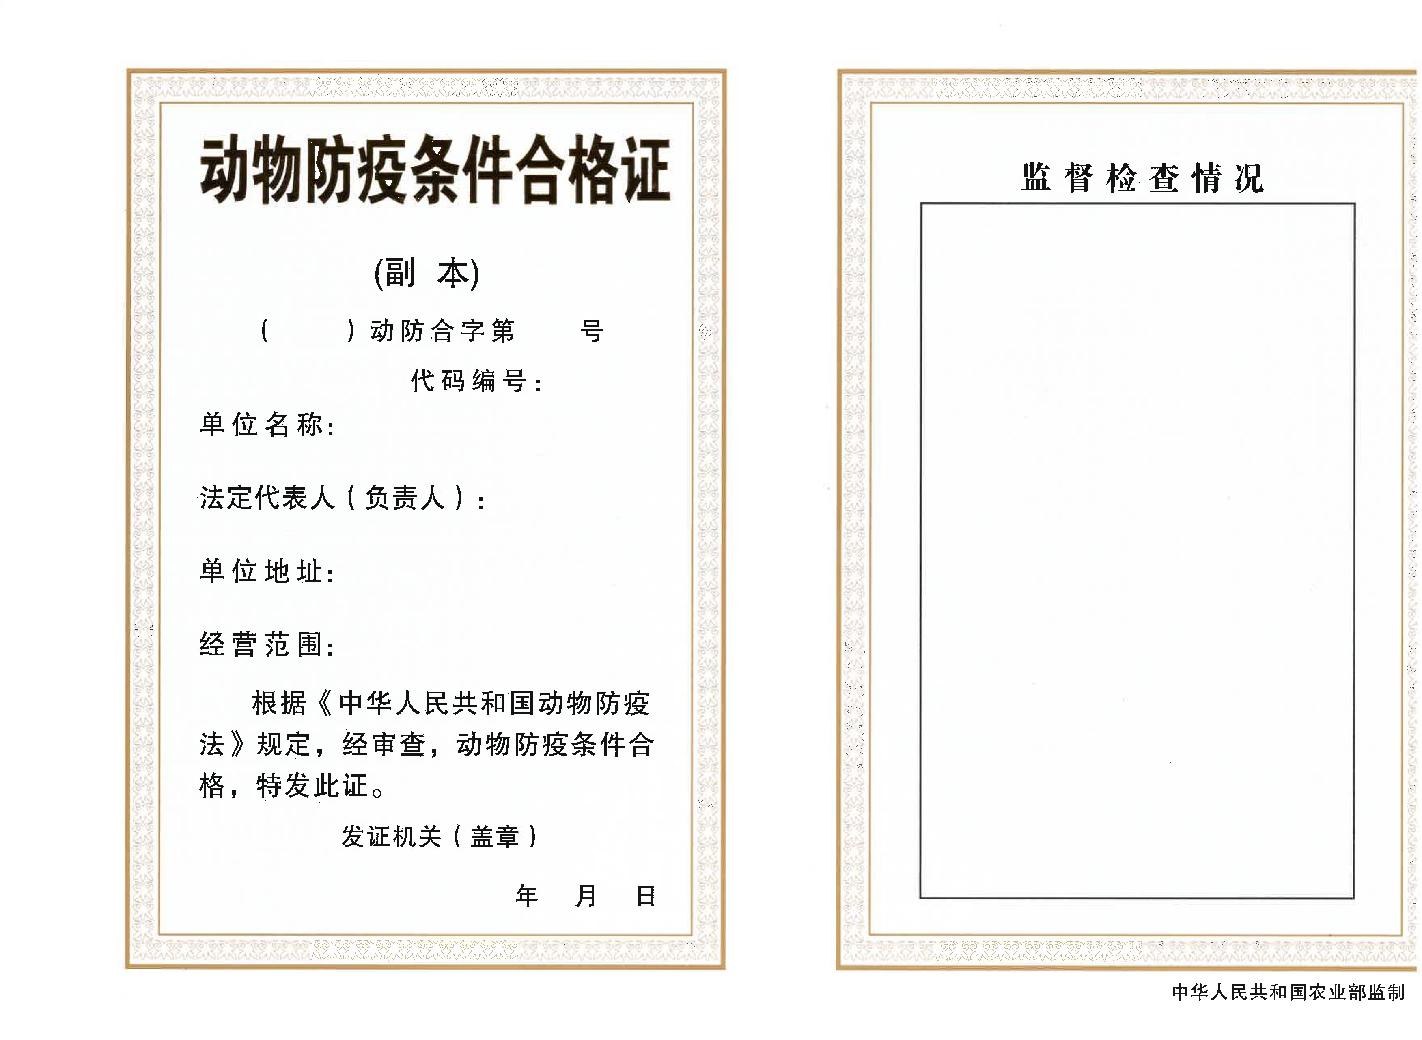 动物防疫条件合格证
(副 本)
( )动防合字第 号
代码编号：
单位名称：
法定代表人（负责人）：
单位地址：
经营范围：
根据《中华人民共和国动物防疫
法》规定，经审查，动物防疫条件合
格，特发此证。
发证机关（盖章）
年 月 日
监督检查情况
中华人民共和国农业部监制